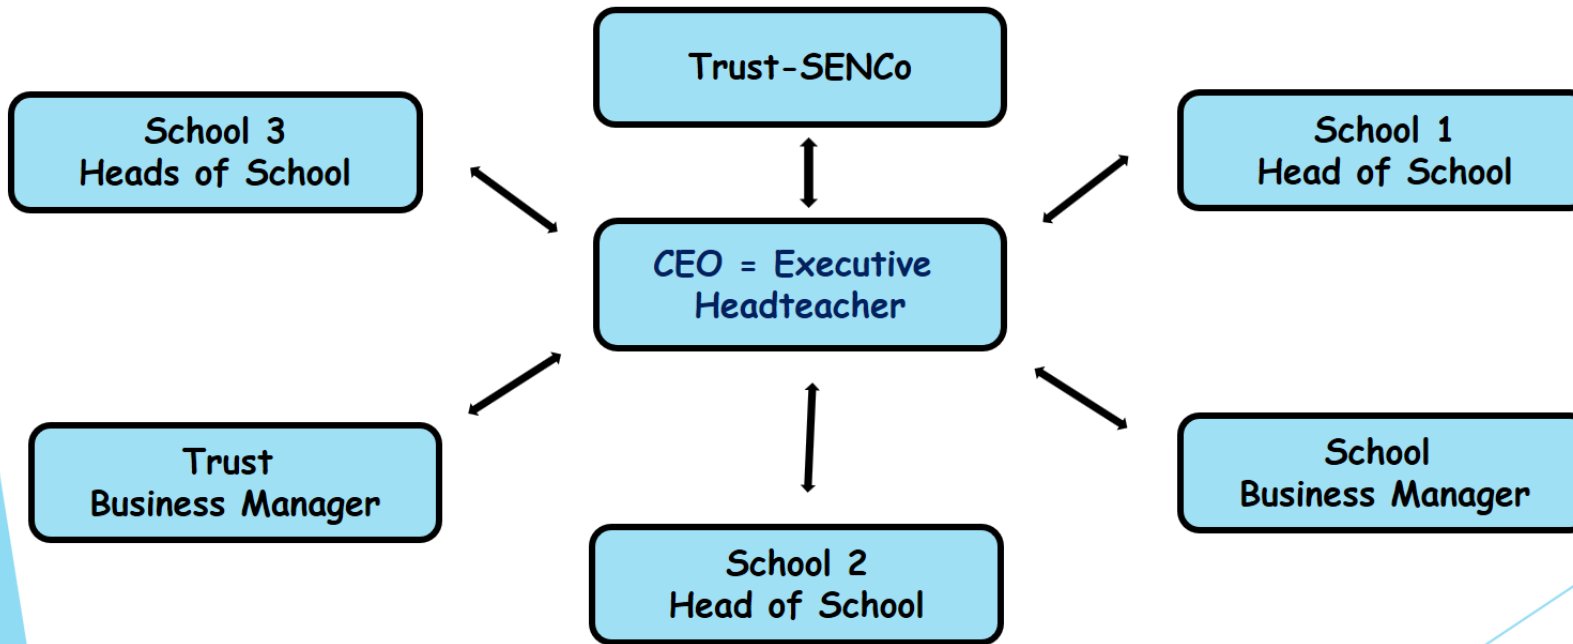 Trust-SENCo
School 3
Heads of School
School 1
Head of School
CEO = Executive
Headteacher
Trust
Business Manager
School
Business Manager
School 2
Head of School